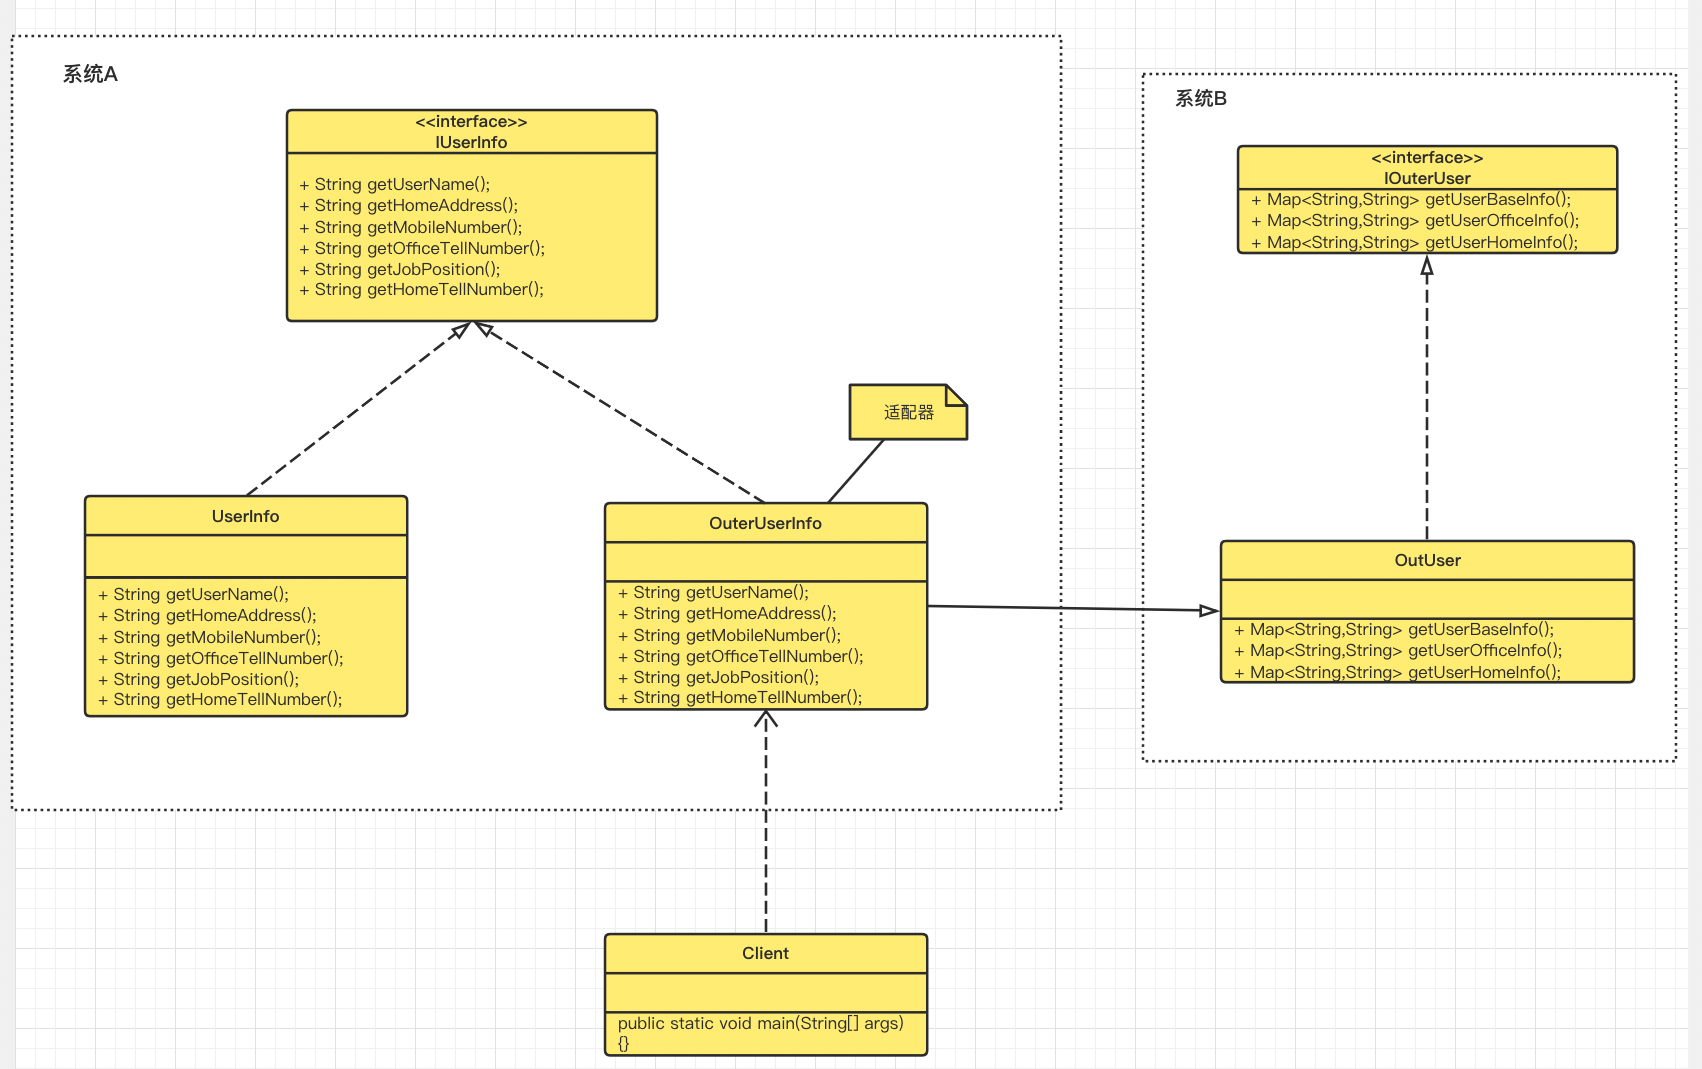 系统A
<<interface>>
IUserInfo
+ String getUserName();
+ String getHomeAddress();
+ String getMobileNumber();
+ String getOfficeTellNumber();
+ String getJobPosition();
+ String getHomeTellNumber();
适配器
UserInfo
+ String getUserName();
+ String getHomeAddress();
+ String getMobileNumber();
+ String getOfficeTellNumber();
+ String getJobPosition();
+ String getHomeTellNumber();
OuterUserInfo
+ String getUserName();
+ String getHomeAddress();
+ String getMobileNumber();
+ String getOfficeTellNumber();
+ String getJobPosition();
+ String getHomeTellNumber();
系统B
<<interface>>
IOuterUser
+ Map<String,String> getUserBaseInfo();
+ Map<String,String> getUserOfficeInfo();
+ Map<String,String> getUserHomeInfo();
OutUser
+ Map<String,String> getUserBaseInfo();
+ Map<String,String> getUserOfficeInfo();
+ Map<String,String> getUserHomeInfo();
Client
public static void main(String[] args)
{}